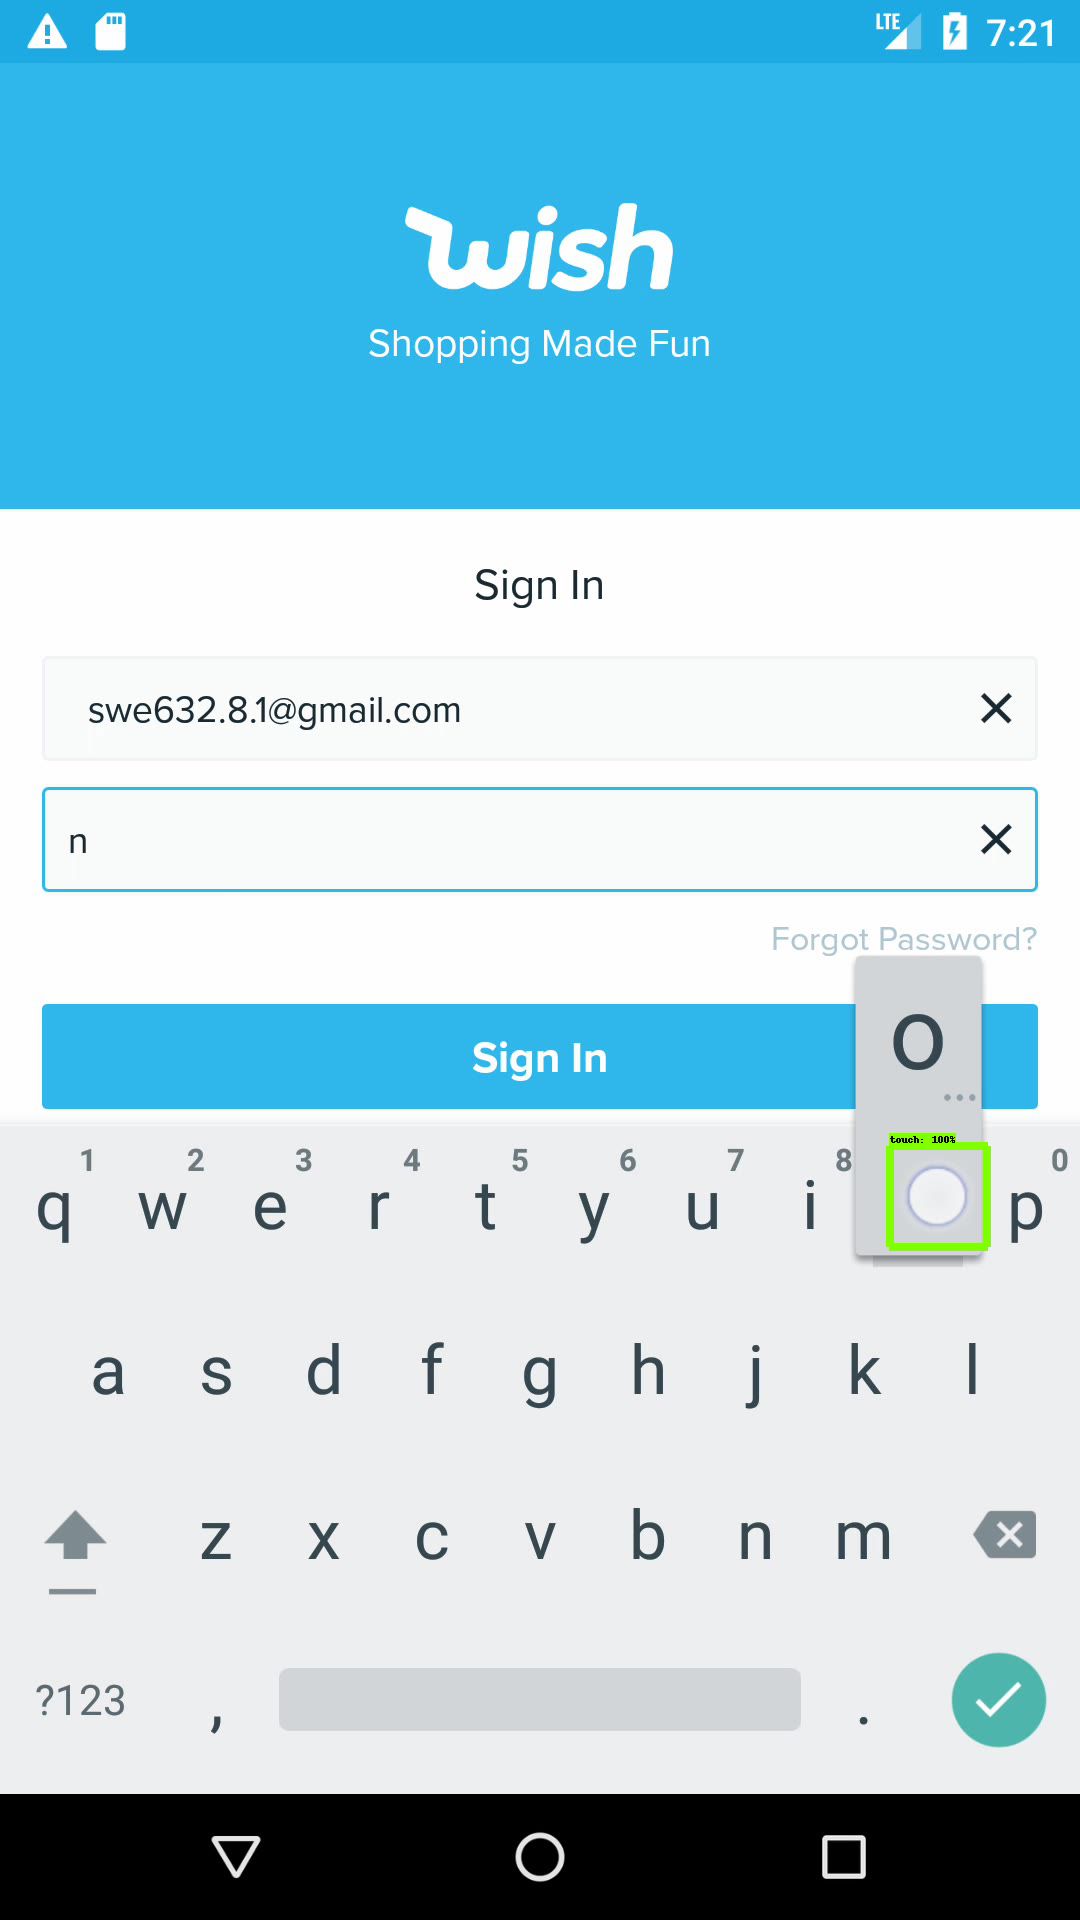 LTE 7:21
wish
Shopping Made Fun
Sign In
swe632.8.1@gmail.com
n
Forgot Password?
Sign In
o
...
touch: 100%
1 2 3 4 5 6 7 8 0
q w e r t y u i p
a s d f g h j k l
z x c v b n m
?123 , .